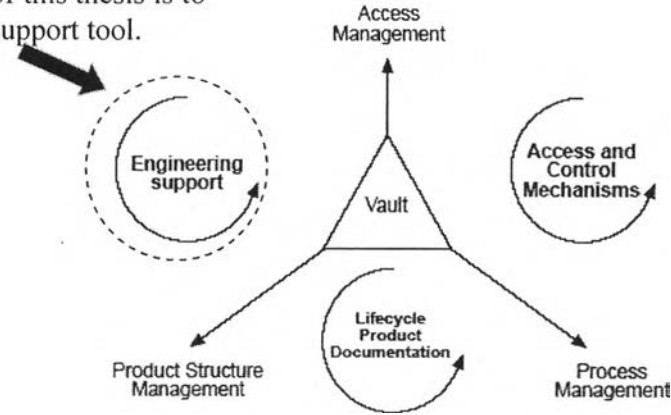 of this thesis is to
support tool.
Access
Management
Engineering
support
Access and
Control
Mechanisms
Vault
Lifecycle
Product
Documentation
Product Structure
Management
Process
Management